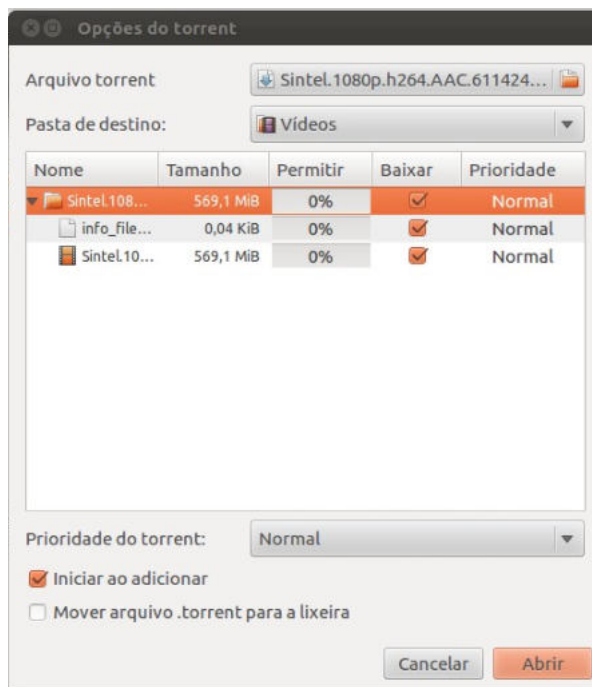 Opções do torrent
Arquivo torrent Sintel.1080p.h264.AAC.611424...
Pasta de destino: Vídeos
Nome Tamanho Permitir Baixar Prioridade
Sintel.108... 569,1 MiB 0% Normal
info_file... 0,04 KiB 0% Normal
Sintel.10... 569,1 MiB 0% Normal
Prioridade do torrent: Normal
Iniciar ao adicionar
Mover arquivo .torrent para a lixeira
Cancelar Abrir